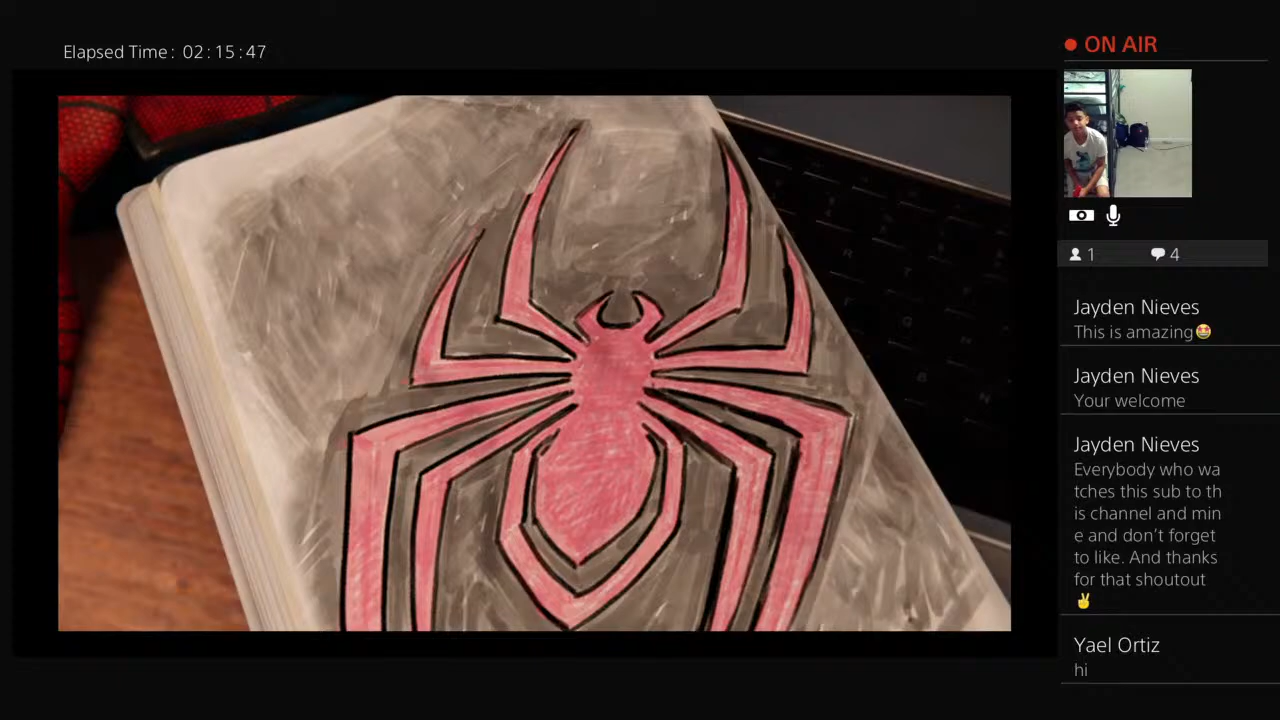 Elapsed Time: 02:15:47
ON AIR
1
4
Jayden Nieves
This is amazing🤩
Jayden Nieves
Your welcome
Jayden Nieves
Everybody who wa
tches this sub to th
is channel and min
e and don't forget
to like. And thanks
for that shoutout
✌️
Yael Ortiz
hi